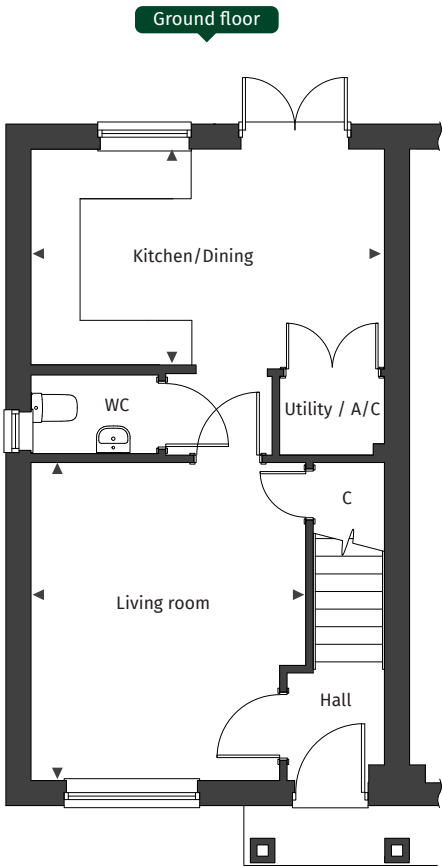 Ground floor
Kitchen/Dining
WC
Utility / A/C
C
Living room
Hall